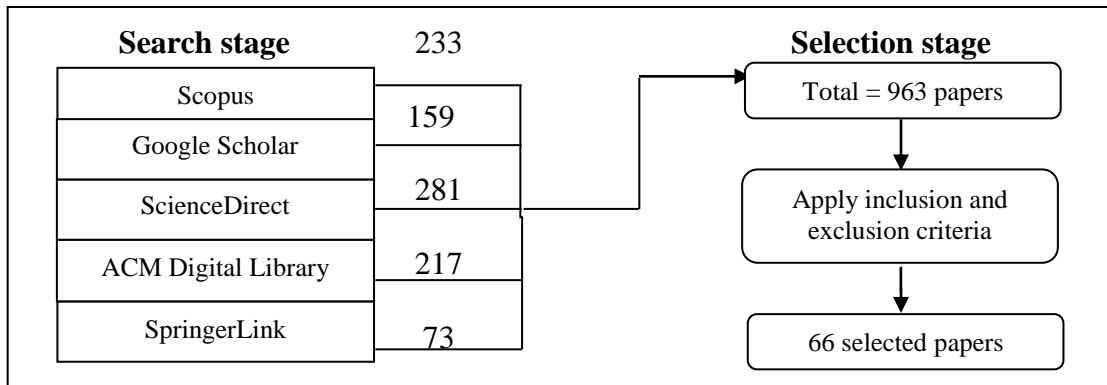 Search stage
233
Scopus
159
Google Scholar
281
ScienceDirect
217
ACM Digital Library
73
SpringerLink
Selection stage
Total = 963 papers
Apply inclusion and
exclusion criteria
66 selected papers